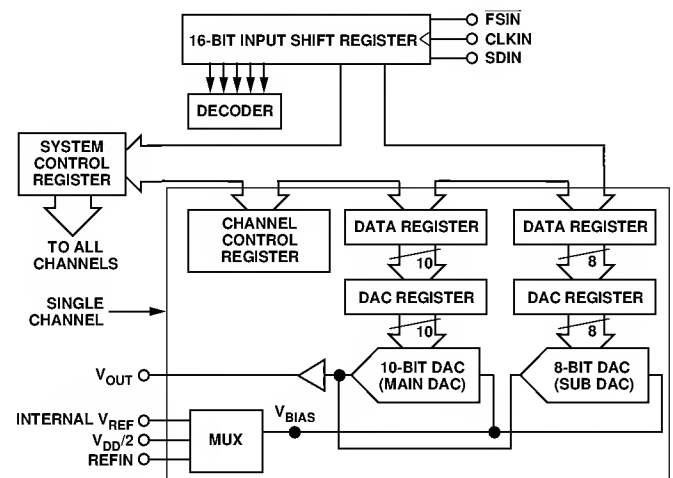 16-BIT INPUT SHIFT REGISTER
FSIN
CLKIN
SDIN
DECODER
SYSTEM
CONTROL
REGISTER
TO ALL
CHANNELS
CHANNEL
CONTROL
REGISTER
DATA REGISTER
DATA REGISTER
10
8
DAC REGISTER
DAC REGISTER
10
8
SINGLE
CHANNEL
10-BIT DAC
(MAIN DAC)
8-BIT DAC
(SUB DAC)
VOUT
INTERNAL VREF
VDD/2
REFIN
MUX
VBIAS